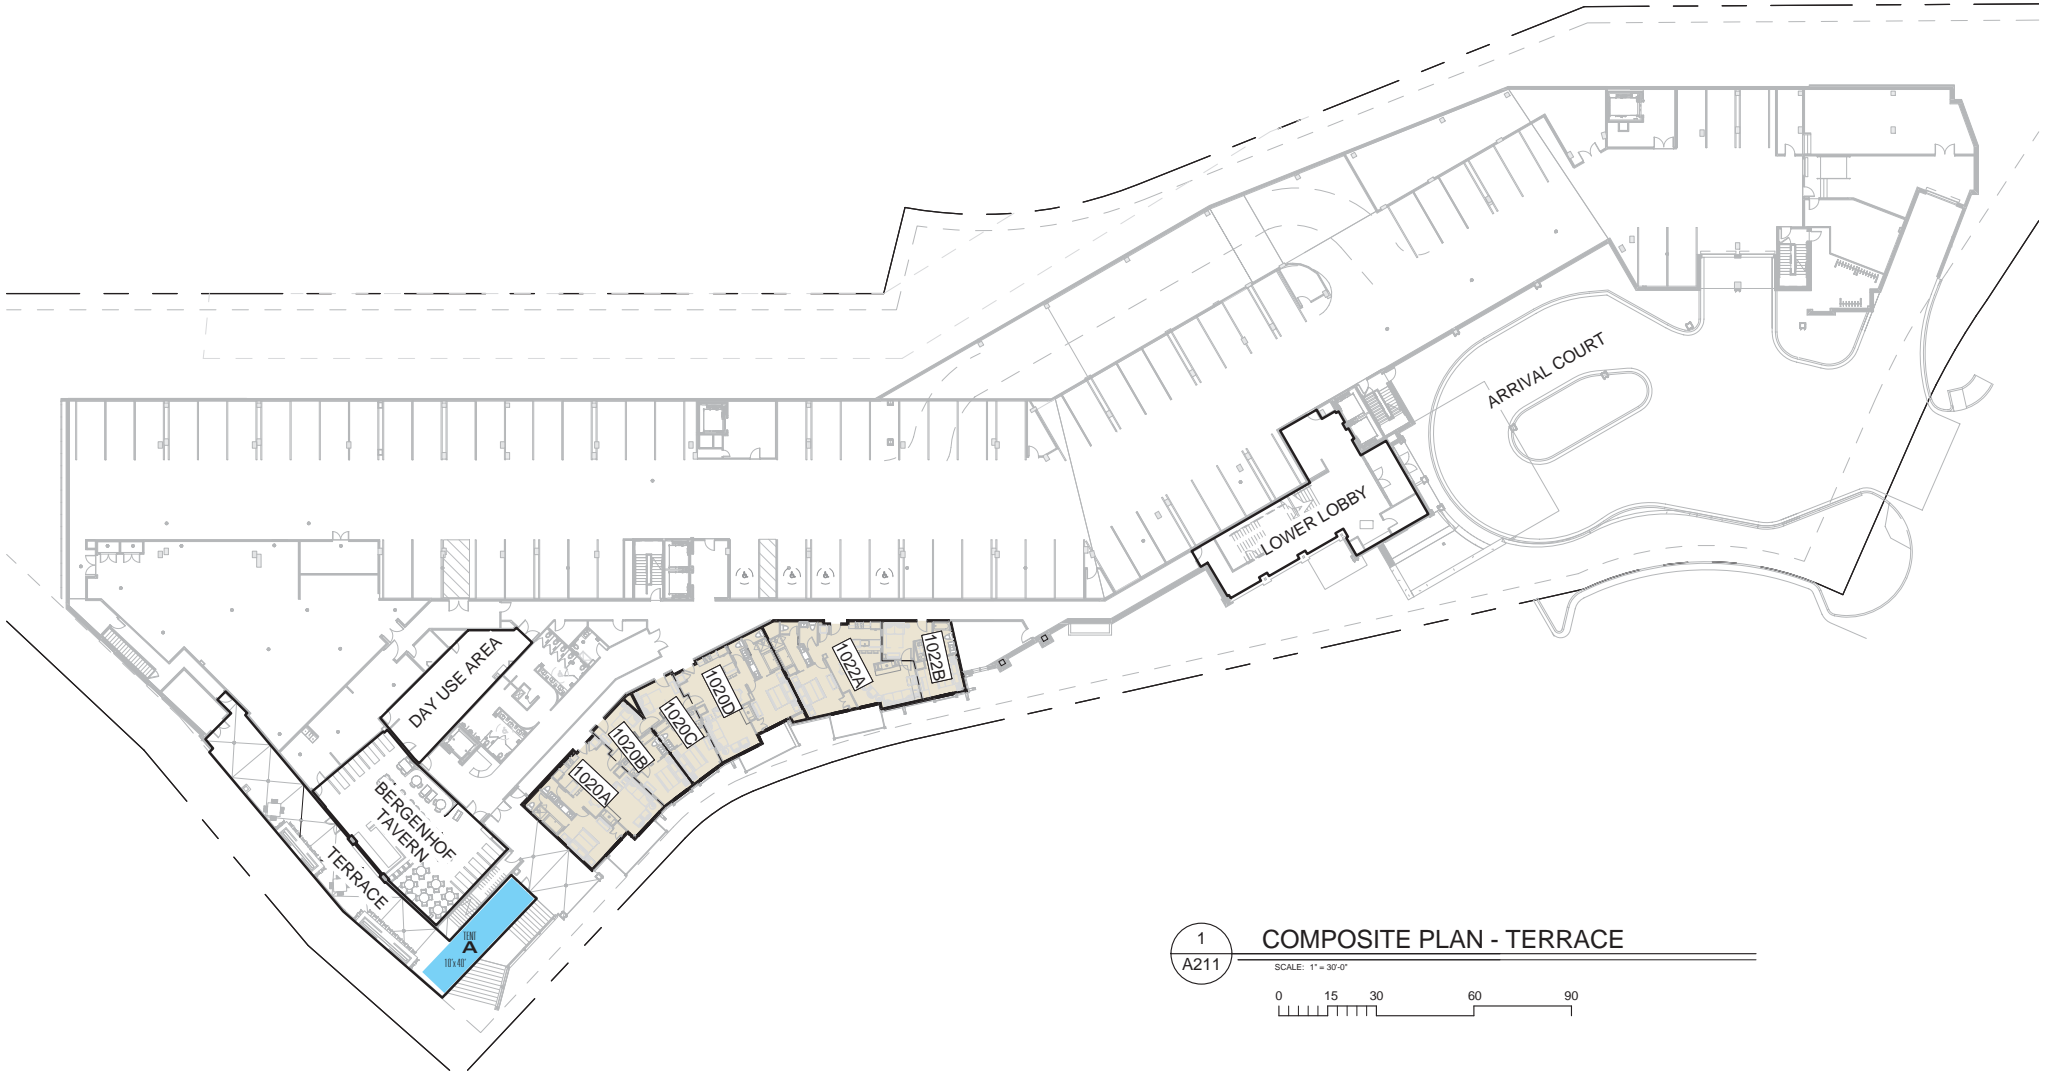 ARRIVAL COURT
LOWER LOBBY
DAY USE AREA
1022B
1022A
1020D
1020C
1020B
1020A
BERGENHOF
TAVERN
TERRACE
TENT
A
10'x 40'
1
A211
COMPOSITE PLAN - TERRACE
SCALE: 1" = 30'-0"
0 15 30 60 90